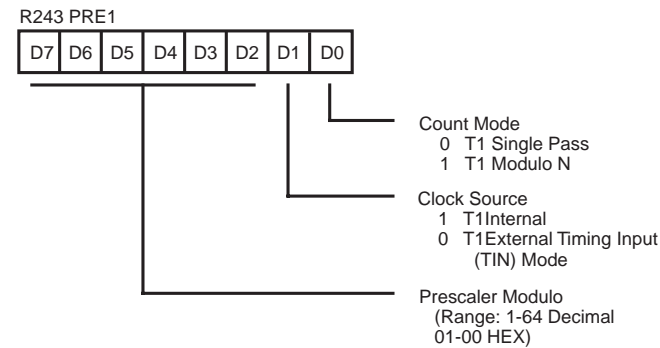 R243 PRE1
D7 D6 D5 D4 D3 D2 D1 D0
Count Mode
0 T1 Single Pass
1 T1 Modulo N
Clock Source
1 T1Internal
0 T1External Timing Input
(TIN) Mode
Prescaler Modulo
(Range: 1-64 Decimal
01-00 HEX)